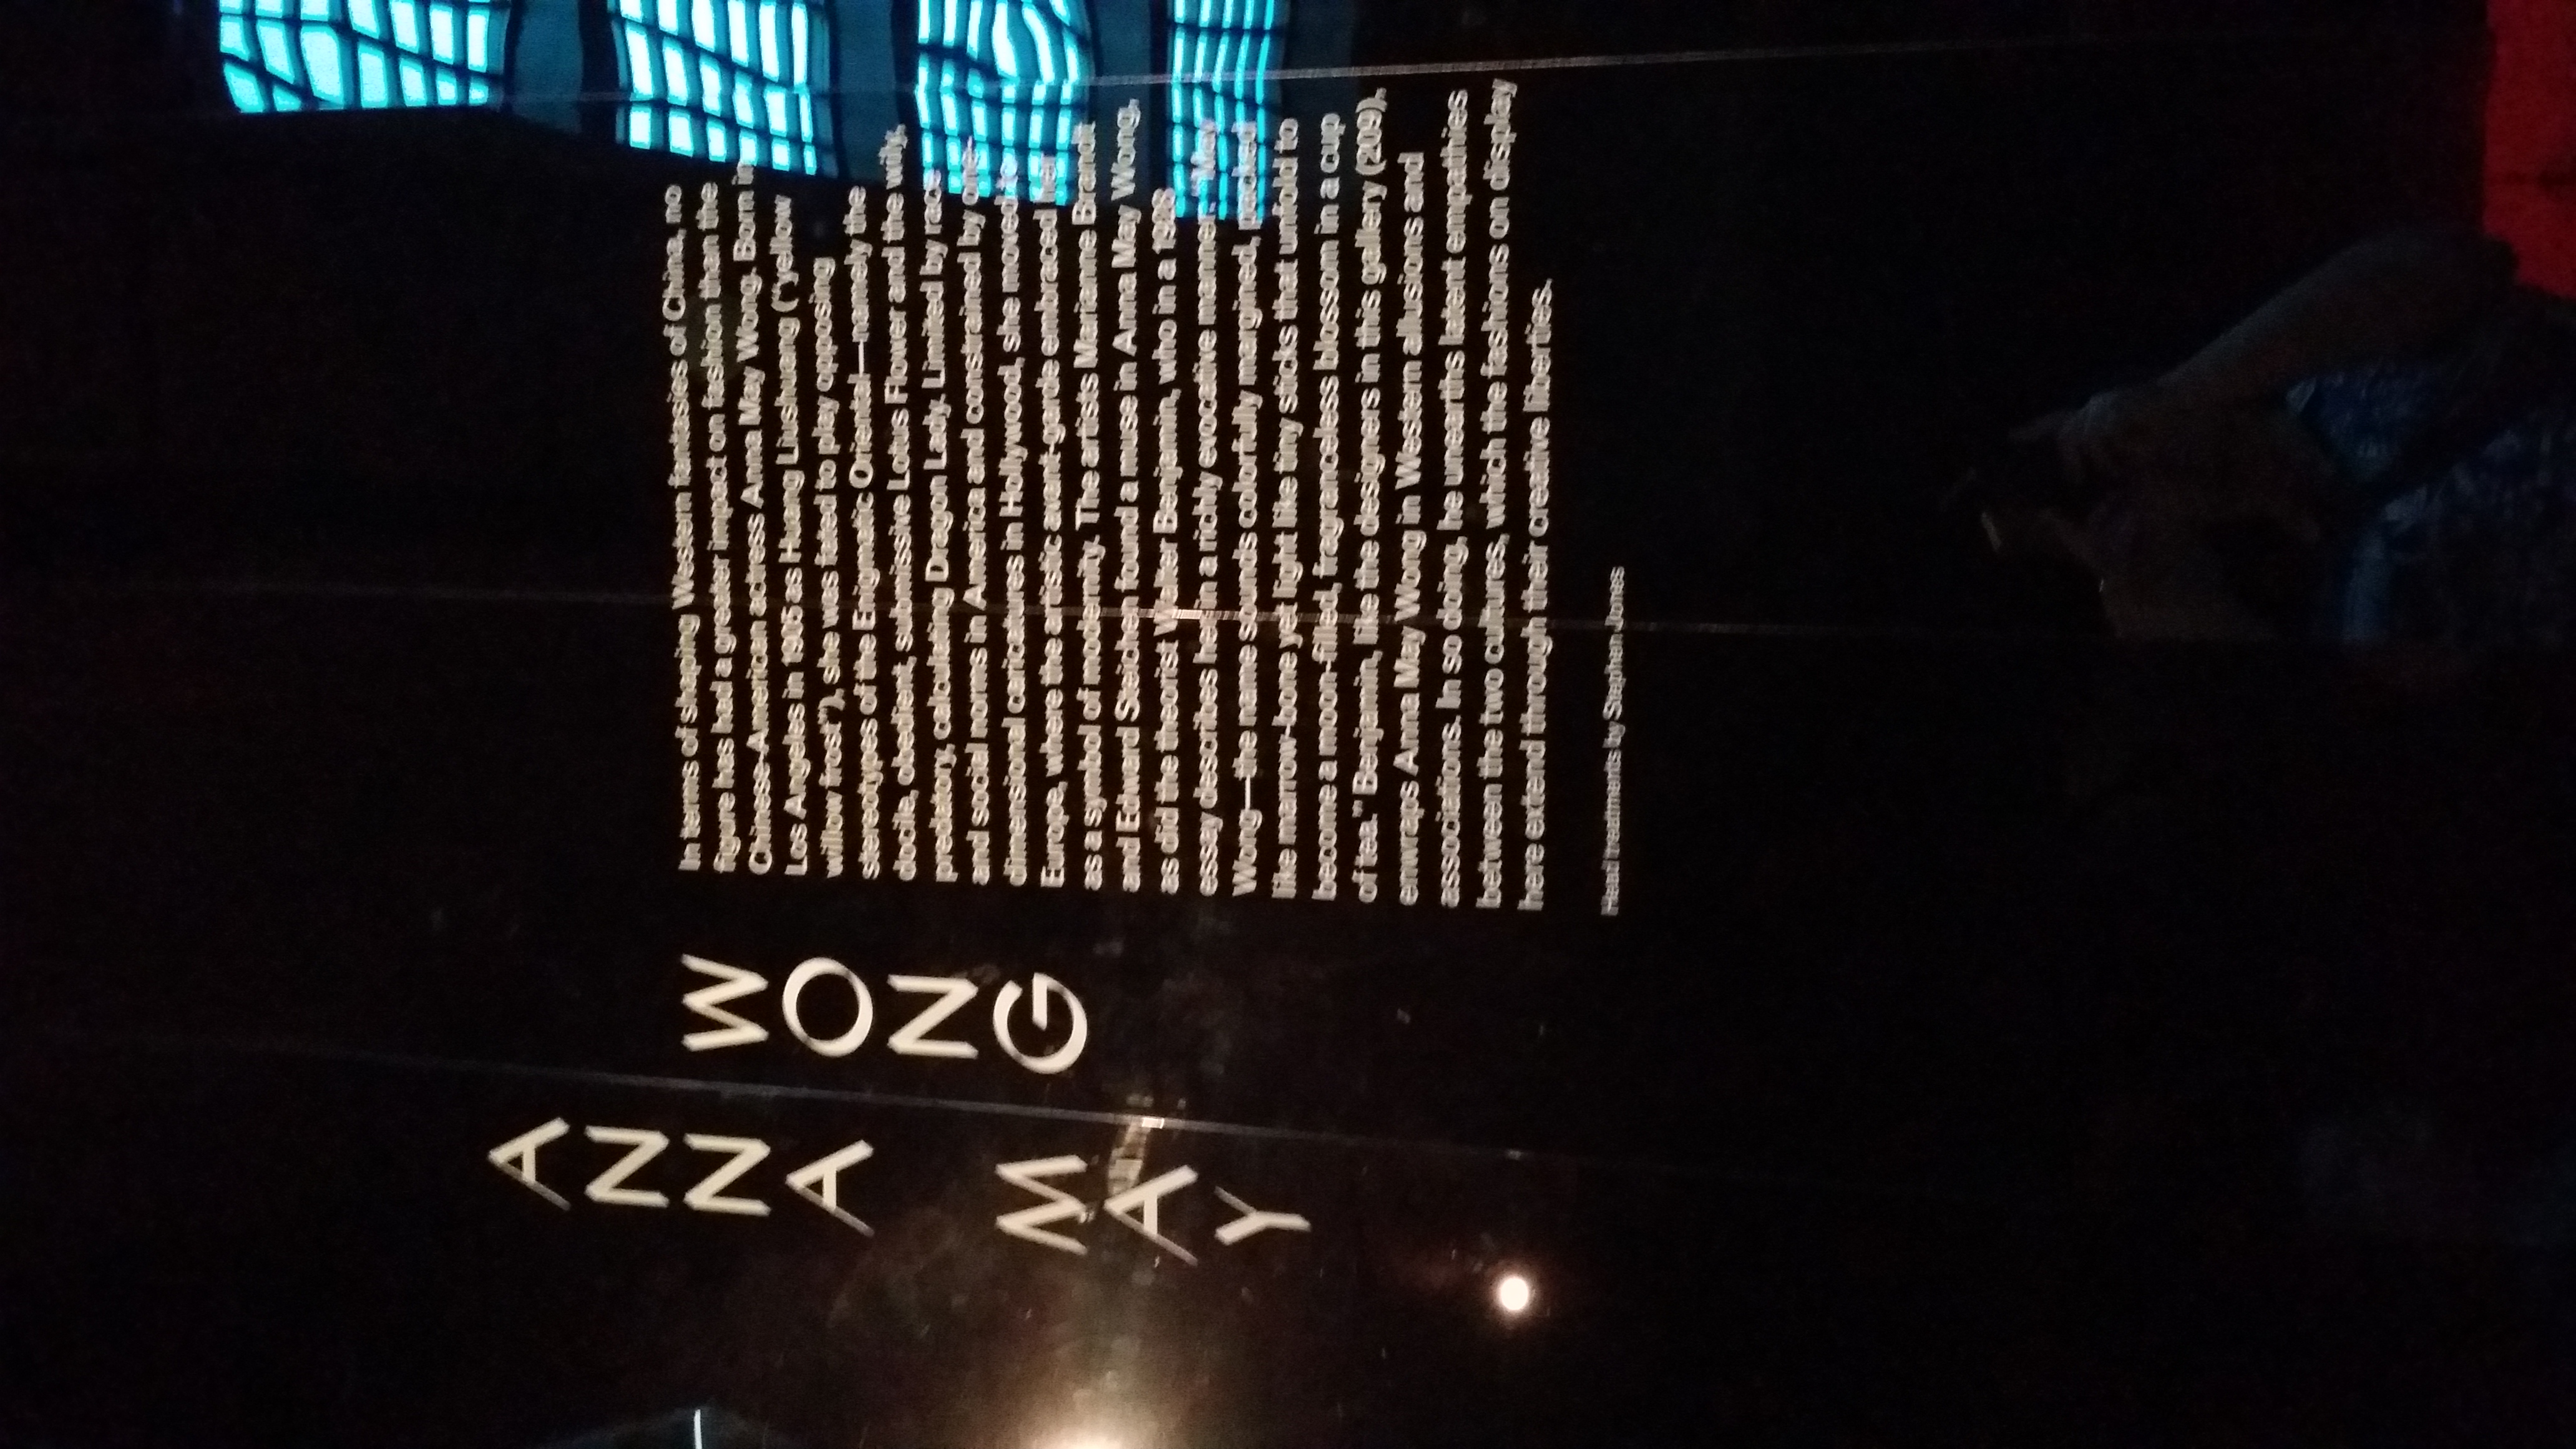 ANNA
MAY
WONG
In terms of shaping Western fantasies of China, no
figure has had a greater impact on fashion than the
Chinese-American actress Anna May Wong. Born in
Los Angeles in 1905 as Huang Liushuang ("yellow
willow frost"), she was fated to play opposing
stereotypes of the Enigmatic Oriental—namely the
docile, obedient, submissive Lotus Flower and the wily,
predatory, calculating Dragon Lady. Limited by race
and social norms in America and constrained by one-
dimensional caricatures in Hollywood, she moved to
Europe, where the artistic avant-garde embraced her
as a symbol of modernity. The artists Marianne Brandt
and Edward Steichen found a muse in Anna May Wong,
as did the theorist Walter Benjamin, who in a 1928
essay describes her in a richly evocative manner: "May
Wong—the name sounds colorfully margined, packed
like marrow-bone yet light like tiny sticks that unfold to
become a moon-filled, fragranceless blossom in a cup
of tea." Benjamin, like the designers in this gallery (209),
enwraps Anna May Wong in Western allusions and
associations. In so doing, he unearths latent empathies
between the two cultures, which the fashions on display
here extend through their creative liberties.
Head treatments by Stephen Jones